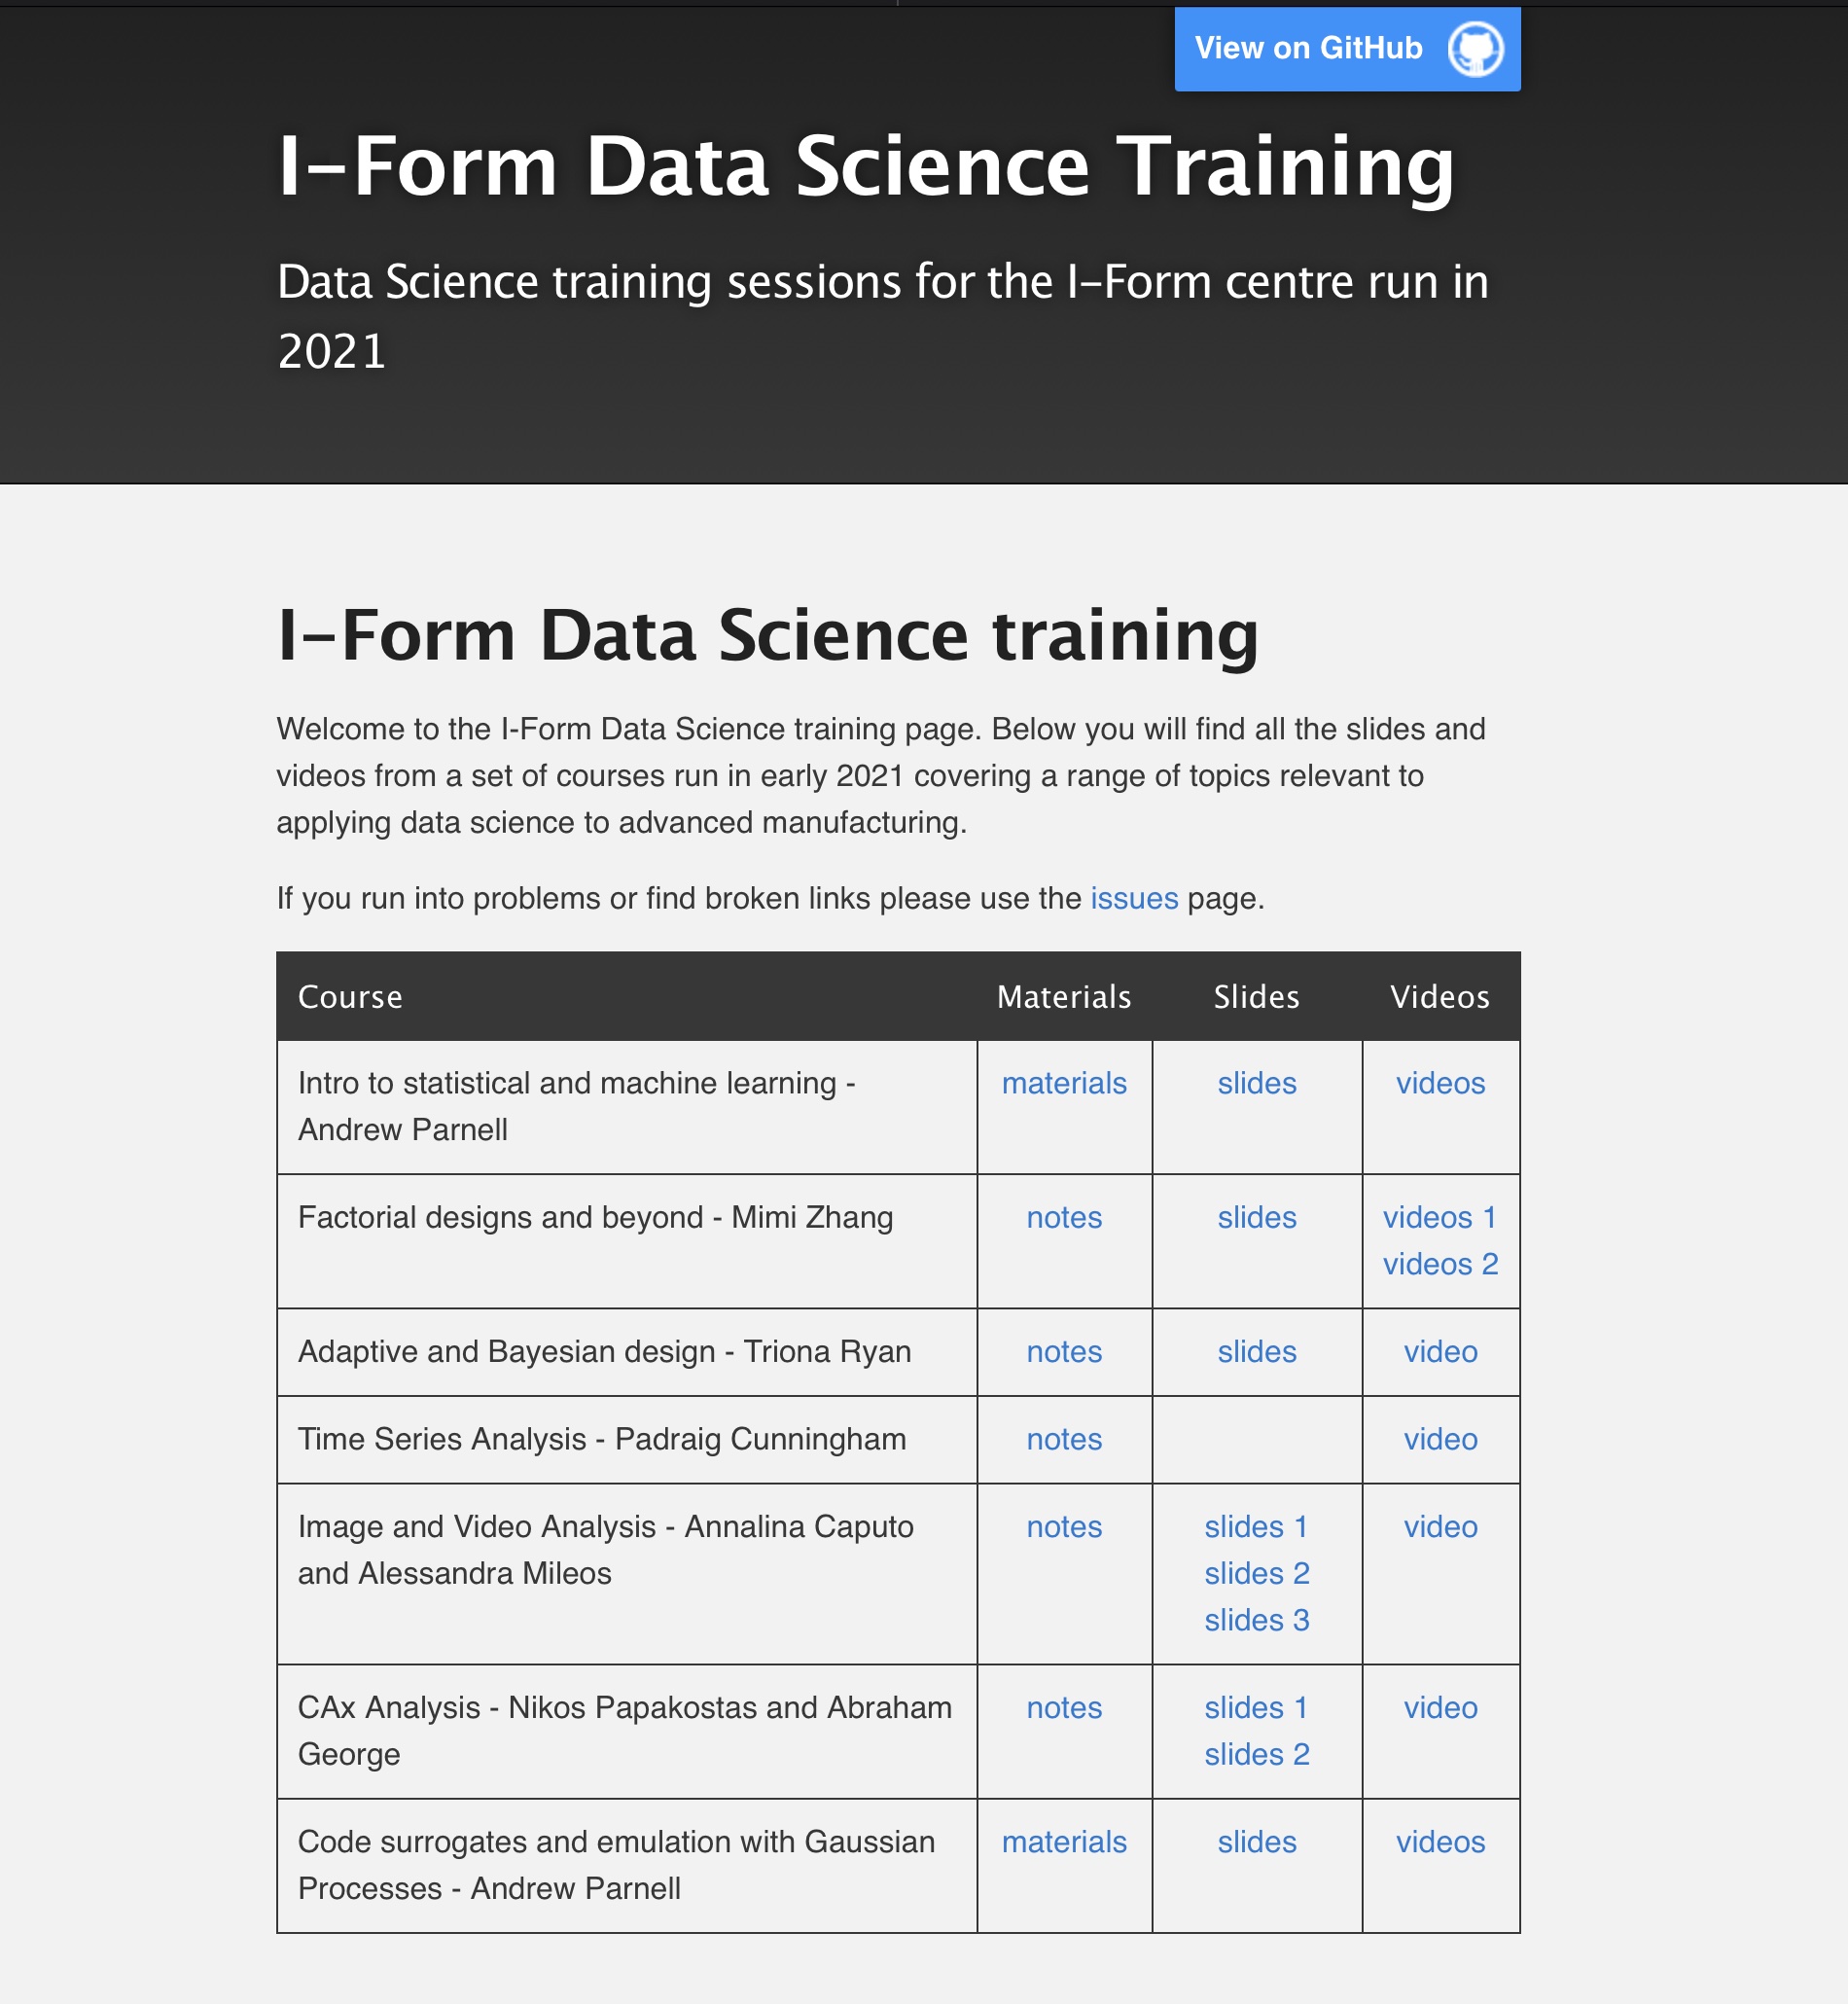 View on GitHub
I-Form Data Science Training
Data Science training sessions for the I-Form centre run in
2021
I-Form Data Science training
Welcome to the I-Form Data Science training page. Below you will find all the slides and
videos from a set of courses run in early 2021 covering a range of topics relevant to
applying data science to advanced manufacturing.
If you run into problems or find broken links please use the issues page.
Course Materials Slides Videos
Intro to statistical and machine learning - materials slides videos
Andrew Parnell
Factorial designs and beyond - Mimi Zhang notes slides videos 1
videos 2
Adaptive and Bayesian design - Triona Ryan notes slides video
Time Series Analysis - Padraig Cunningham notes video
Image and Video Analysis - Annalina Caputo notes slides 1 video
and Alessandra Mileos slides 2
slides 3
CAx Analysis - Nikos Papakostas and Abraham notes slides 1 video
George slides 2
Code surrogates and emulation with Gaussian materials slides videos
Processes - Andrew Parnell